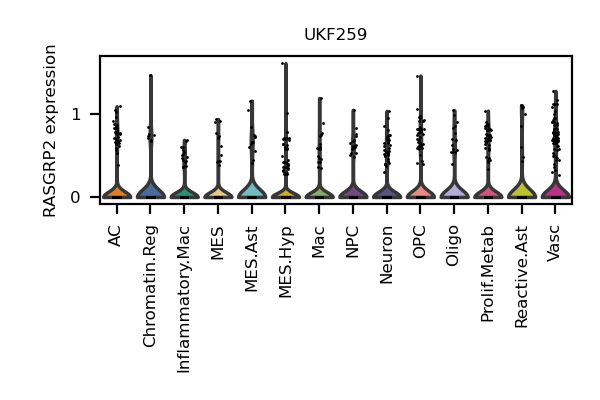 UKF259
RASGRP2 expression
1
0
AC
Chromatin.Reg
Inflammatory.Mac
MES
MES.Ast
MES.Hyp
Mac
NPC
Neuron
OPC
Oligo
Prolif.Metab
Reactive.Ast
Vasc